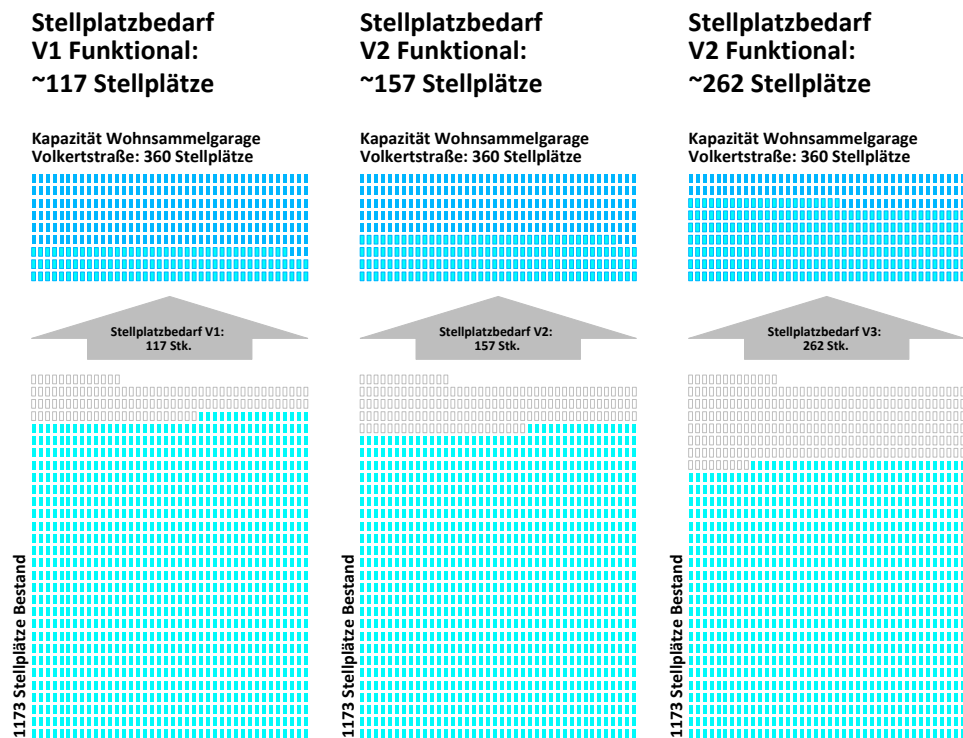 Stellplatzbedarf
V1 Funktional:
~117 Stellplätze
Kapazität Wohnsammelgarage
Volkertstraße: 360 Stellplätze
Stellplatzbedarf V1:
117 Stk.
1173 Stellplätze Bestand
Stellplatzbedarf
V2 Funktional:
~157 Stellplätze
Kapazität Wohnsammelgarage
Volkertstraße: 360 Stellplätze
Stellplatzbedarf V2:
157 Stk.
1173 Stellplätze Bestand
Stellplatzbedarf
V2 Funktional:
~262 Stellplätze
Kapazität Wohnsammelgarage
Volkertstraße: 360 Stellplätze
Stellplatzbedarf V3:
262 Stk.
1173 Stellplätze Bestand